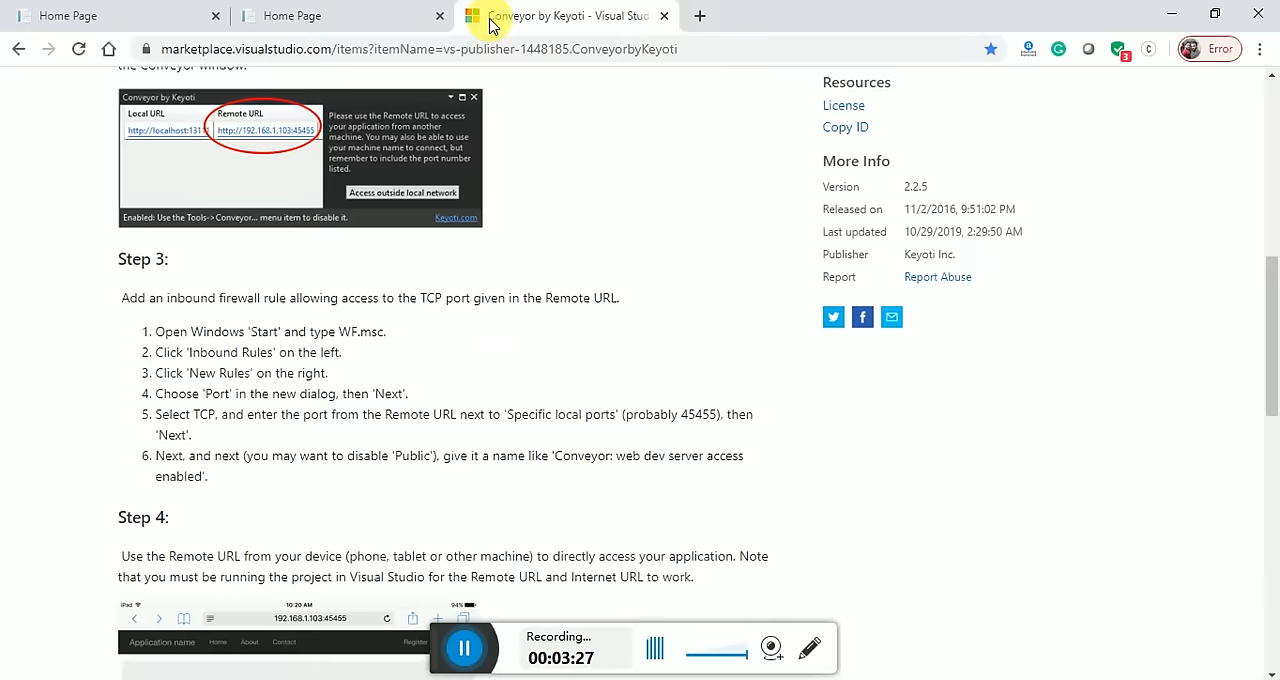 Home Page
Home Page
Conveyor by Keyoti - Visual Stud
marketplace.visualstudio.com/items?itemName=vs-publisher-1448185.ConveyorbyKeyoti
3
C
Error
the Conveyor window.
Conveyor by Keyoti
Local URL
Remote URL
http://localhost:1311
http://192.168.1.103:45455
Please use the Remote URL to access
your application from another
machine. You may also be able to use
your machine name to connect, but
remember to include the port number
listed.
Access outside local network
Enabled: Use the Tools->Conveyor... menu item to disable it.
Keyoti.com
Step 3:
Add an inbound firewall rule allowing access to the TCP port given in the Remote URL.
1. Open Windows 'Start' and type WF.msc.
2. Click 'Inbound Rules' on the left.
3. Click 'New Rules' on the right.
4. Choose 'Port' in the new dialog, then 'Next'.
5. Select TCP, and enter the port from the Remote URL next to 'Specific local ports' (probably 45455), then
'Next'.
6. Next, and next (you may want to disable 'Public'), give it a name like 'Conveyor: web dev server access
enabled'.
Step 4:
Use the Remote URL from your device (phone, tablet or other machine) to directly access your application. Note
that you must be running the project in Visual Studio for the Remote URL and Internet URL to work.
iPad
10:20 AM
94%
192.168.1.103:45455
Application name
Home
About
Contact
Register
Resources
License
Copy ID
More Info
Version 2.2.5
Released on 11/2/2016, 9:51:02 PM
Last updated 10/29/2019, 2:29:50 AM
Publisher Keyoti Inc.
Report Report Abuse
Recording...
00:03:27